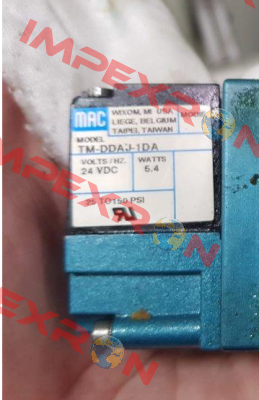 MAC
WIXOM, MI USA
LIEGE, BELGIUM
TAIPEI, TAIWAN
MODEL
TM-DDAJ-1DA
VOLTS/HZ. WATTS
24 VDC 5.4
25 TO 150 PSI
IMPEXRON
IMPEXRON
IMPEXRON